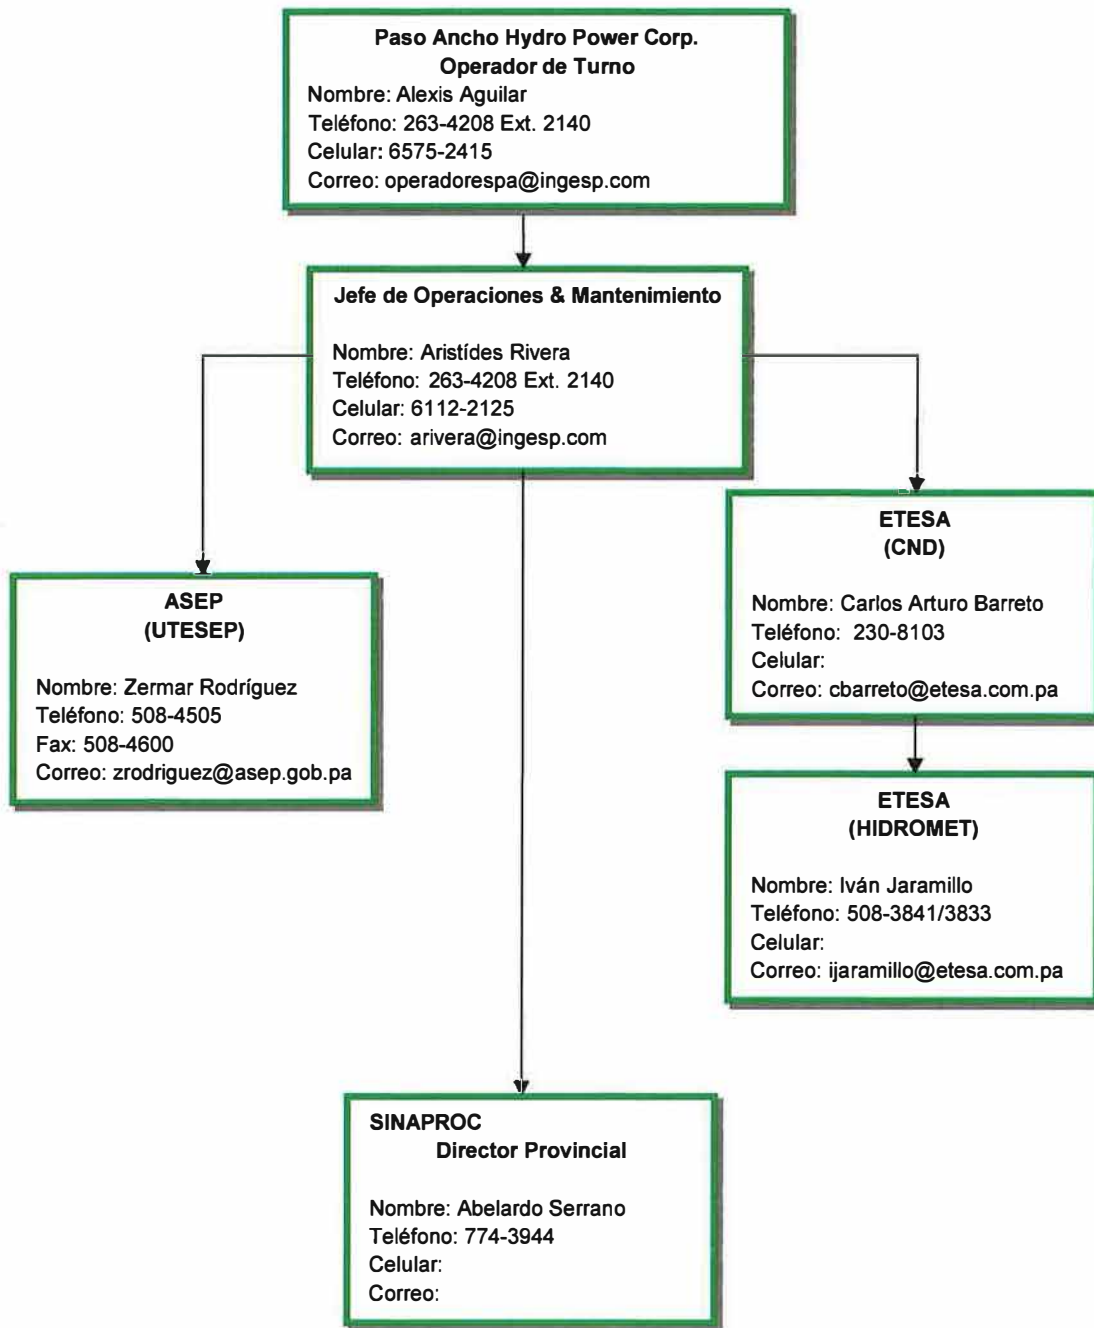 Paso Ancho Hydro Power Corp.
Operador de Turno
Nombre: Alexis Aguilar
Teléfono: 263-4208 Ext. 2140
Celular: 6575-2415
Correo: operadorespa@ingesp.com
Jefe de Operaciones & Mantenimiento
Nombre: Aristídes Rivera
Teléfono: 263-4208 Ext. 2140
Celular: 6112-2125
Correo: arivera@ingesp.com
ASEP
(UTESEP)
Nombre: Zermar Rodríguez
Teléfono: 508-4505
Fax: 508-4600
Correo: zrodriguez@asep.gob.pa
ETESA
(CND)
Nombre: Carlos Arturo Barreto
Teléfono: 230-8103
Celular:
Correo: cbarreto@etesa.com.pa
ETESA
(HIDROMET)
Nombre: Iván Jaramillo
Teléfono: 508-3841/3833
Celular:
Correo: ijaramillo@etesa.com.pa
SINAPROC
Director Provincial
Nombre: Abelardo Serrano
Teléfono: 774-3944
Celular:
Correo: